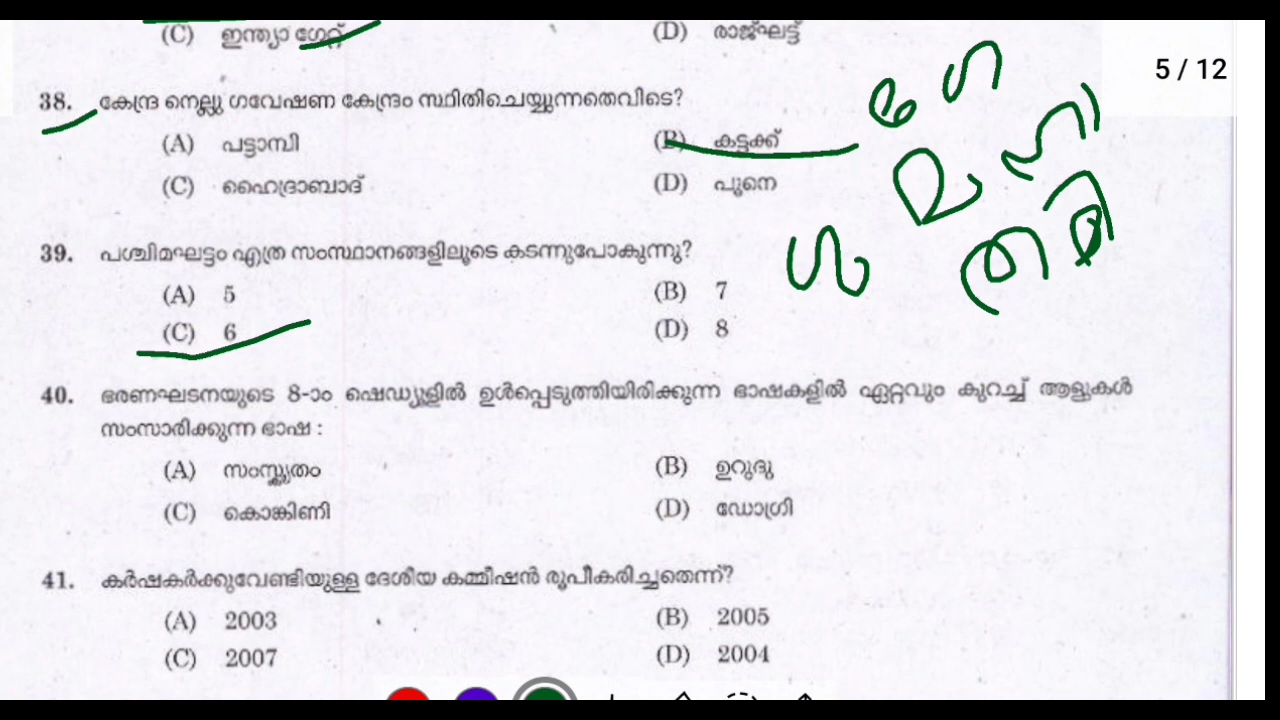 (C) ഇന്ത്യാ ഗേറ്റ് (D) രാജ്ഘട്ട്
5 / 12
38. കേന്ദ്ര നെല്ലു ഗവേഷണ കേന്ദ്രം സ്ഥിതിചെയ്യുന്നതെവിടെ?
(A) പട്ടാമ്പി (B) കട്ടക്ക്
(C) ഹൈദ്രാബാദ് (D) പൂനെ
39. പശ്ചിമഘട്ടം എത്ര സംസ്ഥാനങ്ങളിലൂടെ കടന്നുപോകുന്നു?
(A) 5 (B) 7
(C) 6 (D) 8
40. ഭരണഘടനയുടെ 8-ാം ഷെഡ്യൂളിൽ ഉൾപ്പെടുത്തിയിരിക്കുന്ന ഭാഷകളിൽ ഏറ്റവും കുറച്ച് ആളുകൾ
സംസാരിക്കുന്ന ഭാഷ :
(A) സംസ്കൃതം (B) ഉറുദു
(C) കൊങ്കിണി (D) ഡോഗ്രി
41. കർഷകർക്കുവേണ്ടിയുള്ള ദേശീയ കമ്മീഷൻ രൂപീകരിച്ചതെന്ന്?
(A) 2003 (B) 2005
(C) 2007 (D) 2004